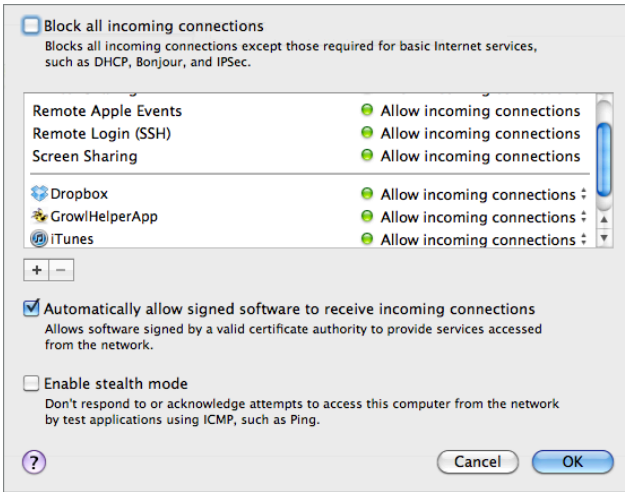 Block all incoming connections
Blocks all incoming connections except those required for basic Internet services,
such as DHCP, Bonjour, and IPSec.
Remote Apple Events Allow incoming connections
Remote Login (SSH) Allow incoming connections
Screen Sharing Allow incoming connections
Dropbox Allow incoming connections
GrowlHelperApp Allow incoming connections
iTunes Allow incoming connections
+ −
Automatically allow signed software to receive incoming connections
Allows software signed by a valid certificate authority to provide services accessed
from the network.
Enable stealth mode
Don't respond to or acknowledge attempts to access this computer from the network
by test applications using ICMP, such as Ping.
? Cancel OK